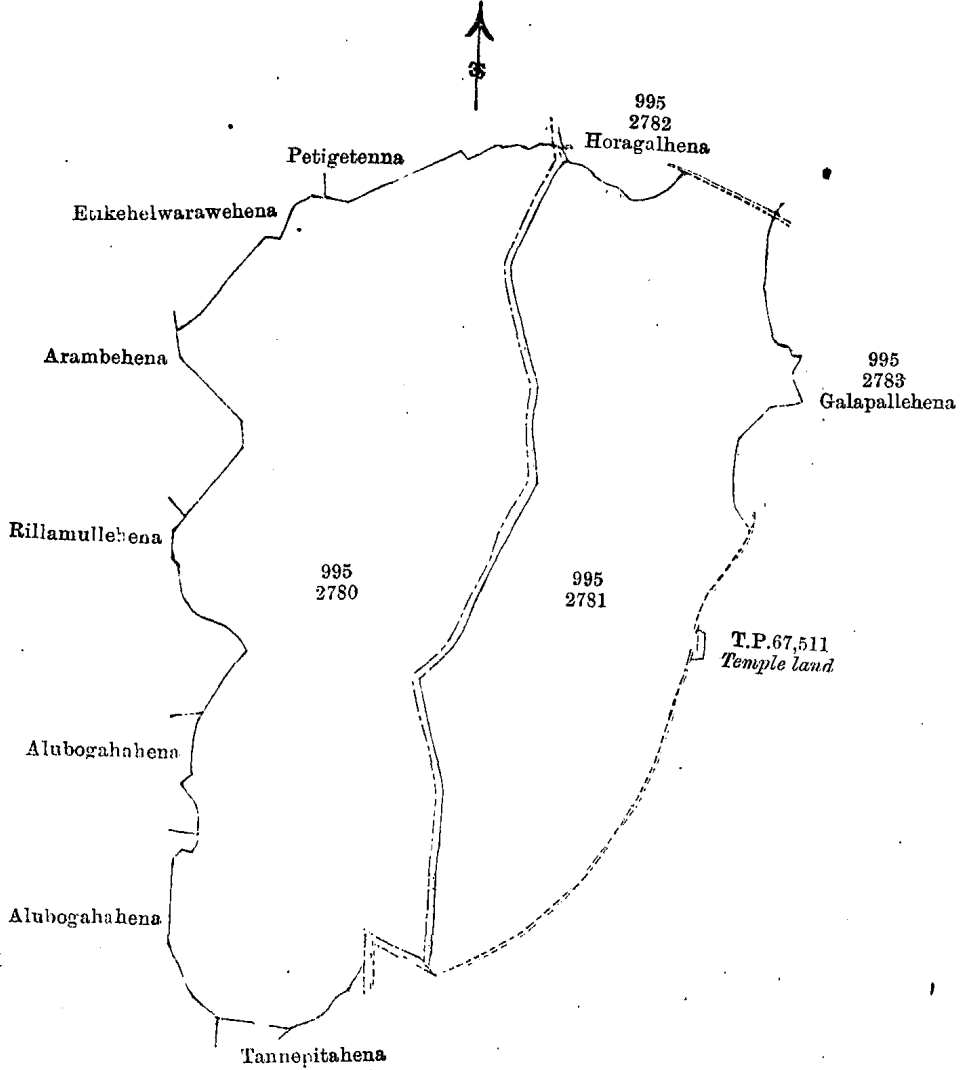 995
2782
Horagalhena
Petigetenna
Etikehelwarawehena
Arambehena
995
2783
Galapallehena
Rillamullehena
995
2780
995
2781
T.P.67,511
Temple land
Alubogahahena
Alubogahahena
Tannepitahena